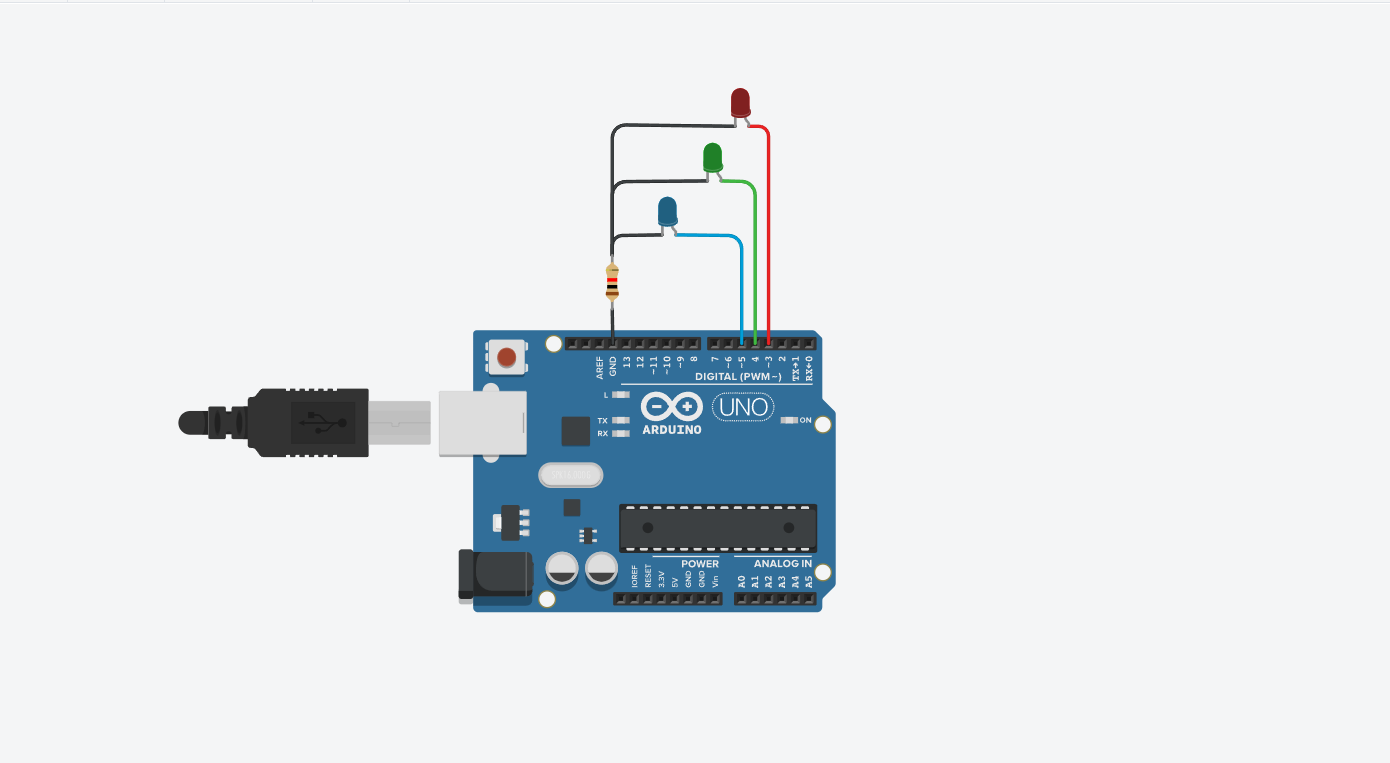 AREF
GND
13
12
~11
~10
~9
8
7
~6
~5
4
~3
2
TX→1
RX←0
DIGITAL (PWM~)
L
TX
RX
UNO
ON
ARDUINO
POWER
ANALOG IN
IOREF
RESET
3.3V
5V
GND
GND
Vin
A0
A1
A2
A3
A4
A5